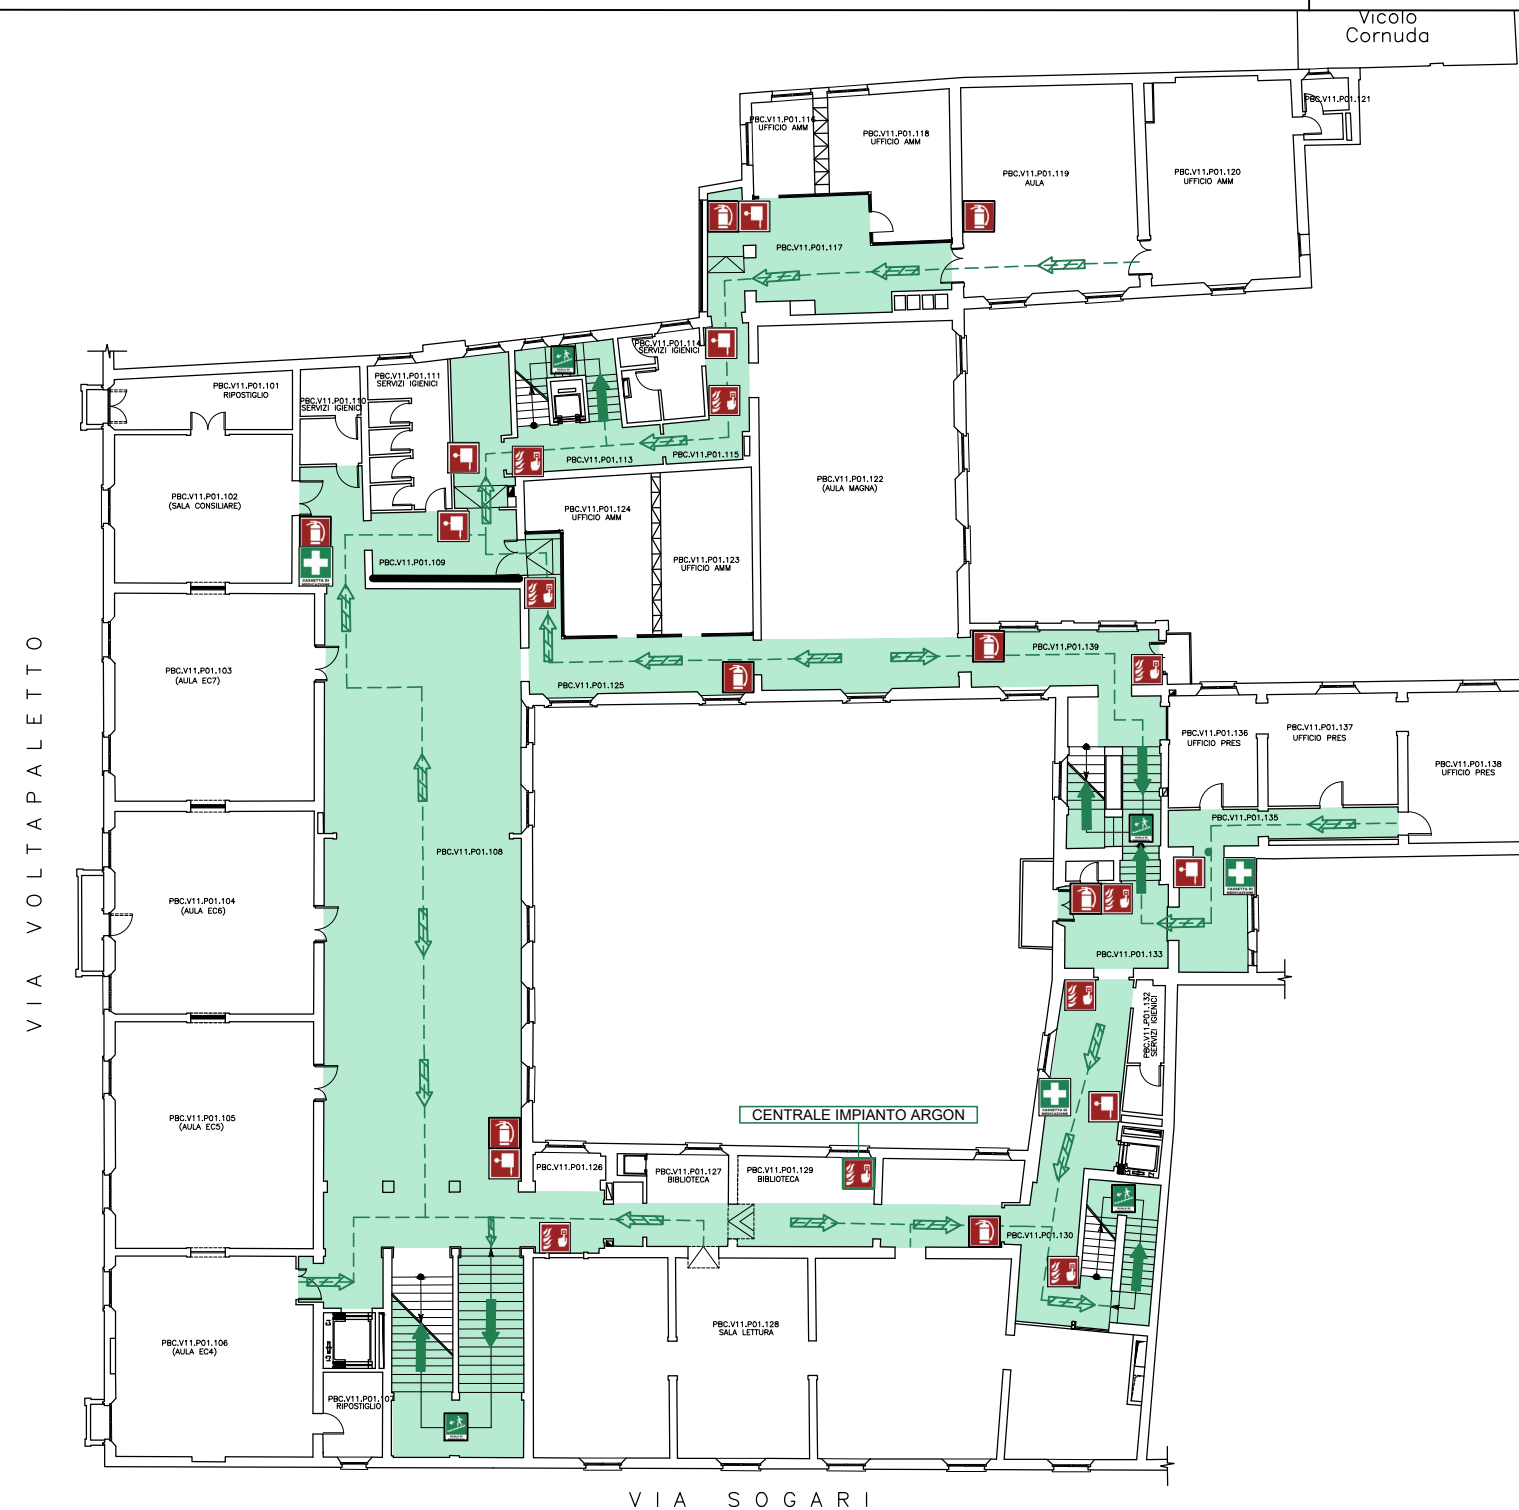 Vicolo
Cornuda
PBC.V11.P01.121
PBC.V11.P01.116
UFFICIO AMM
PBC.V11.P01.118
UFFICIO AMM
PBC.V11.P01.119
AULA
PBC.V11.P01.120
UFFICIO AMM
PBC.V11.P01.117
PBC.V11.P01.114
SERVIZI IGIENICI
PBC.V11.P01.111
SERVIZI IGIENICI
PBC.V11.P01.101
RIPOSTIGLIO
PBC.V11.P01.110
SERVIZI IGIENICI
PBC.V11.P01.113
PBC.V11.P01.115
PBC.V11.P01.122
(AULA MAGNA)
PBC.V11.P01.102
(SALA CONSILIARE)
PBC.V11.P01.124
UFFICIO AMM
PBC.V11.P01.123
UFFICIO AMM
PBC.V11.P01.109
CASSETTA DI
MEDICAZIONE
PBC.V11.P01.139
PBC.V11.P01.103
(AULA EC7)
PBC.V11.P01.125
PBC.V11.P01.136
UFFICIO PRES
PBC.V11.P01.137
UFFICIO PRES
PBC.V11.P01.138
UFFICIO PRES
PBC.V11.P01.135
VIA VOLTAPALETTO
PBC.V11.P01.108
CASSETTA DI
MEDICAZIONE
PBC.V11.P01.104
(AULA EC6)
PBC.V11.P01.133
PBC.V11.P01.132
SERVIZI IGIENICI
PBC.V11.P01.105
(AULA EC5)
CASSETTA DI
MEDICAZIONE
CENTRALE IMPIANTO ARGON
PBC.V11.P01.126
PBC.V11.P01.127
BIBLIOTECA
PBC.V11.P01.129
BIBLIOTECA
PBC.V11.P01.130
PBC.V11.P01.106
(AULA EC4)
PBC.V11.P01.128
SALA LETTURA
PBC.V11.P01.107
RIPOSTIGLIO
VIA SOGARI